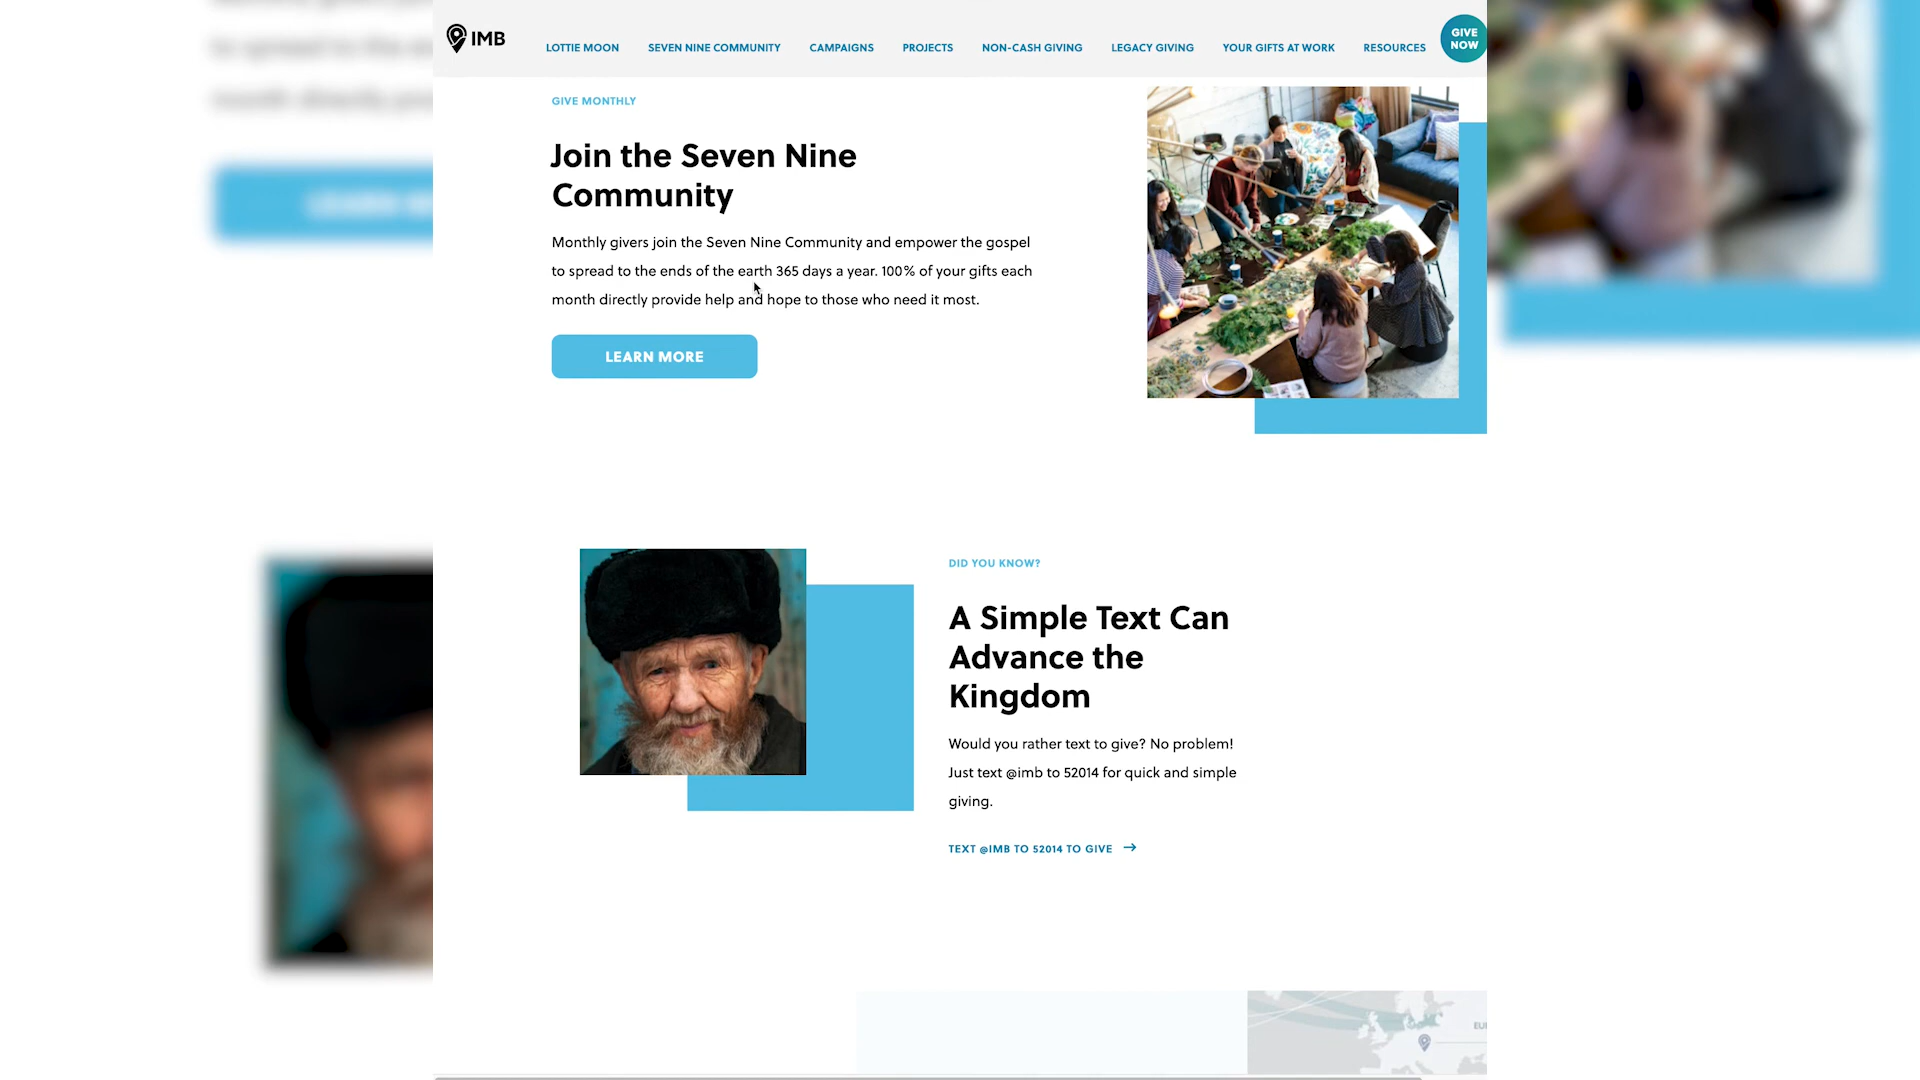 IMB
LOTTIE MOON
SEVEN NINE COMMUNITY
CAMPAIGNS
PROJECTS
NON-CASH GIVING
LEGACY GIVING
YOUR GIFTS AT WORK
RESOURCES
GIVE
NOW
GIVE MONTHLY
Join the Seven Nine
Community
Monthly givers join the Seven Nine Community and empower the gospel
to spread to the ends of the earth 365 days a year. 100% of your gifts each
month directly provide help and hope to those who need it most.
LEARN MORE
DID YOU KNOW?
A Simple Text Can
Advance the
Kingdom
Would you rather text to give? No problem!
Just text @imb to 52014 for quick and simple
giving.
TEXT @IMB TO 52014 TO GIVE →